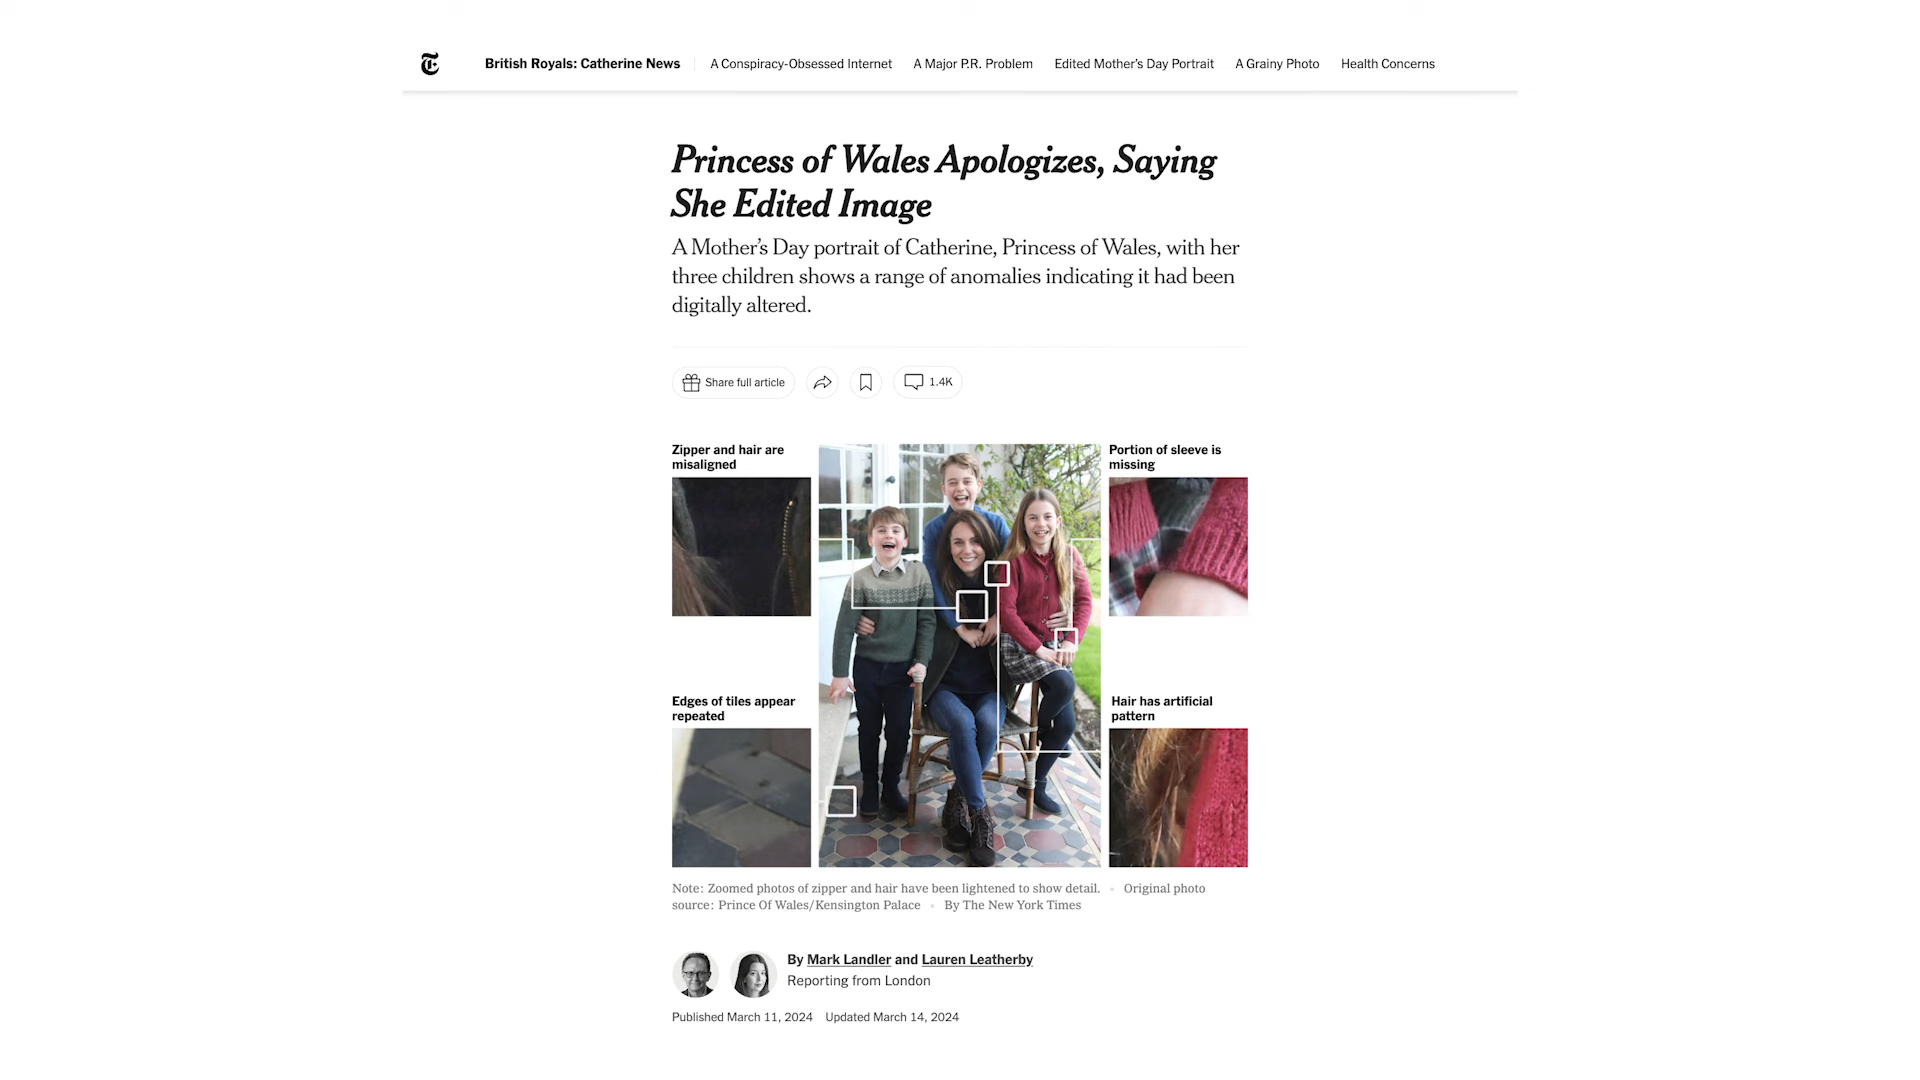 British Royals: Catherine News
A Conspiracy-Obsessed Internet
A Major P.R. Problem
Edited Mother’s Day Portrait
A Grainy Photo
Health Concerns
Princess of Wales Apologizes, Saying
She Edited Image
A Mother’s Day portrait of Catherine, Princess of Wales, with her
three children shows a range of anomalies indicating it had been
digitally altered.
Share full article
1.4K
Zipper and hair are
misaligned
Portion of sleeve is
missing
Edges of tiles appear
repeated
Hair has artificial
pattern
Note: Zoomed photos of zipper and hair have been lightened to show detail. • Original photo
source: Prince Of Wales/Kensington Palace • By The New York Times
By Mark Landler and Lauren Leatherby
Reporting from London
Published March 11, 2024 Updated March 14, 2024